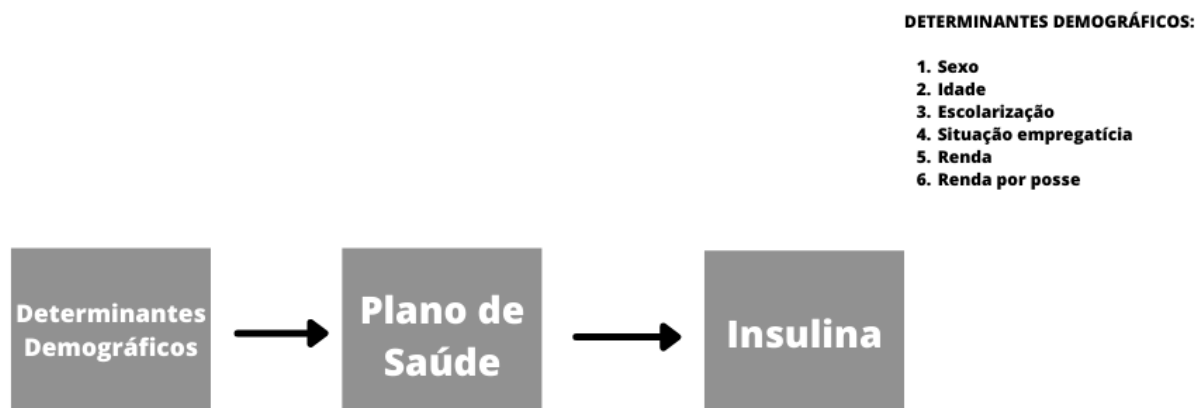 DETERMINANTES DEMOGRÁFICOS:
1. Sexo
2. Idade
3. Escolarização
4. Situação empregatícia
5. Renda
6. Renda por posse
Determinantes
Demográficos
Plano de
Saúde
Insulina